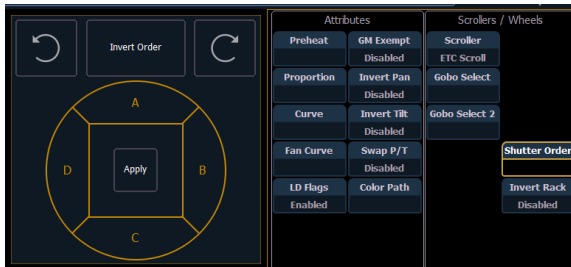 Invert Order
A
D
Apply
B
C
Attributes
Preheat
GM Exempt
Disabled
Proportion
Invert Pan
Disabled
Curve
Invert Tilt
Disabled
Fan Curve
Swap P/T
Disabled
LD Flags
Enabled
Color Path
Scrollers / Wheels
Scroller
ETC Scroll
Gobo Select
Gobo Select 2
Shutter Order
Invert Rack
Disabled